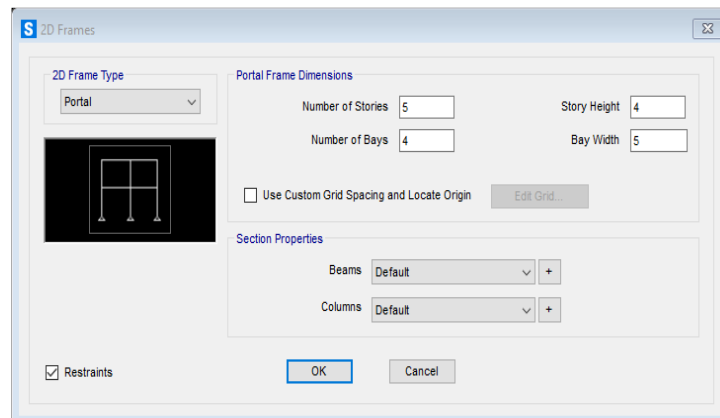 S 2D Frames
2D Frame Type
Portal
Portal Frame Dimensions
Number of Stories 5 Story Height 4
Number of Bays 4 Bay Width 5
Use Custom Grid Spacing and Locate Origin Edit Grid...
Section Properties
Beams Default +
Columns Default +
Restraints OK Cancel